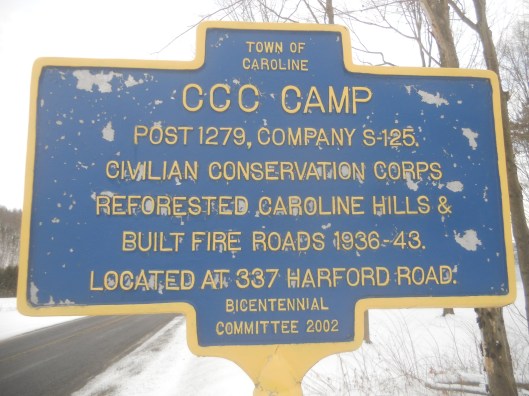 TOWN OF
CAROLINE
CCC CAMP
POST 1279, COMPANY S-125.
CIVILIAN CONSERVATION CORPS
REFORESTED CAROLINE HILLS &
BUILT FIRE ROADS 1936-43.
LOCATED AT 337 HARFORD ROAD.
BICENTENNIAL
COMMITTEE 2002